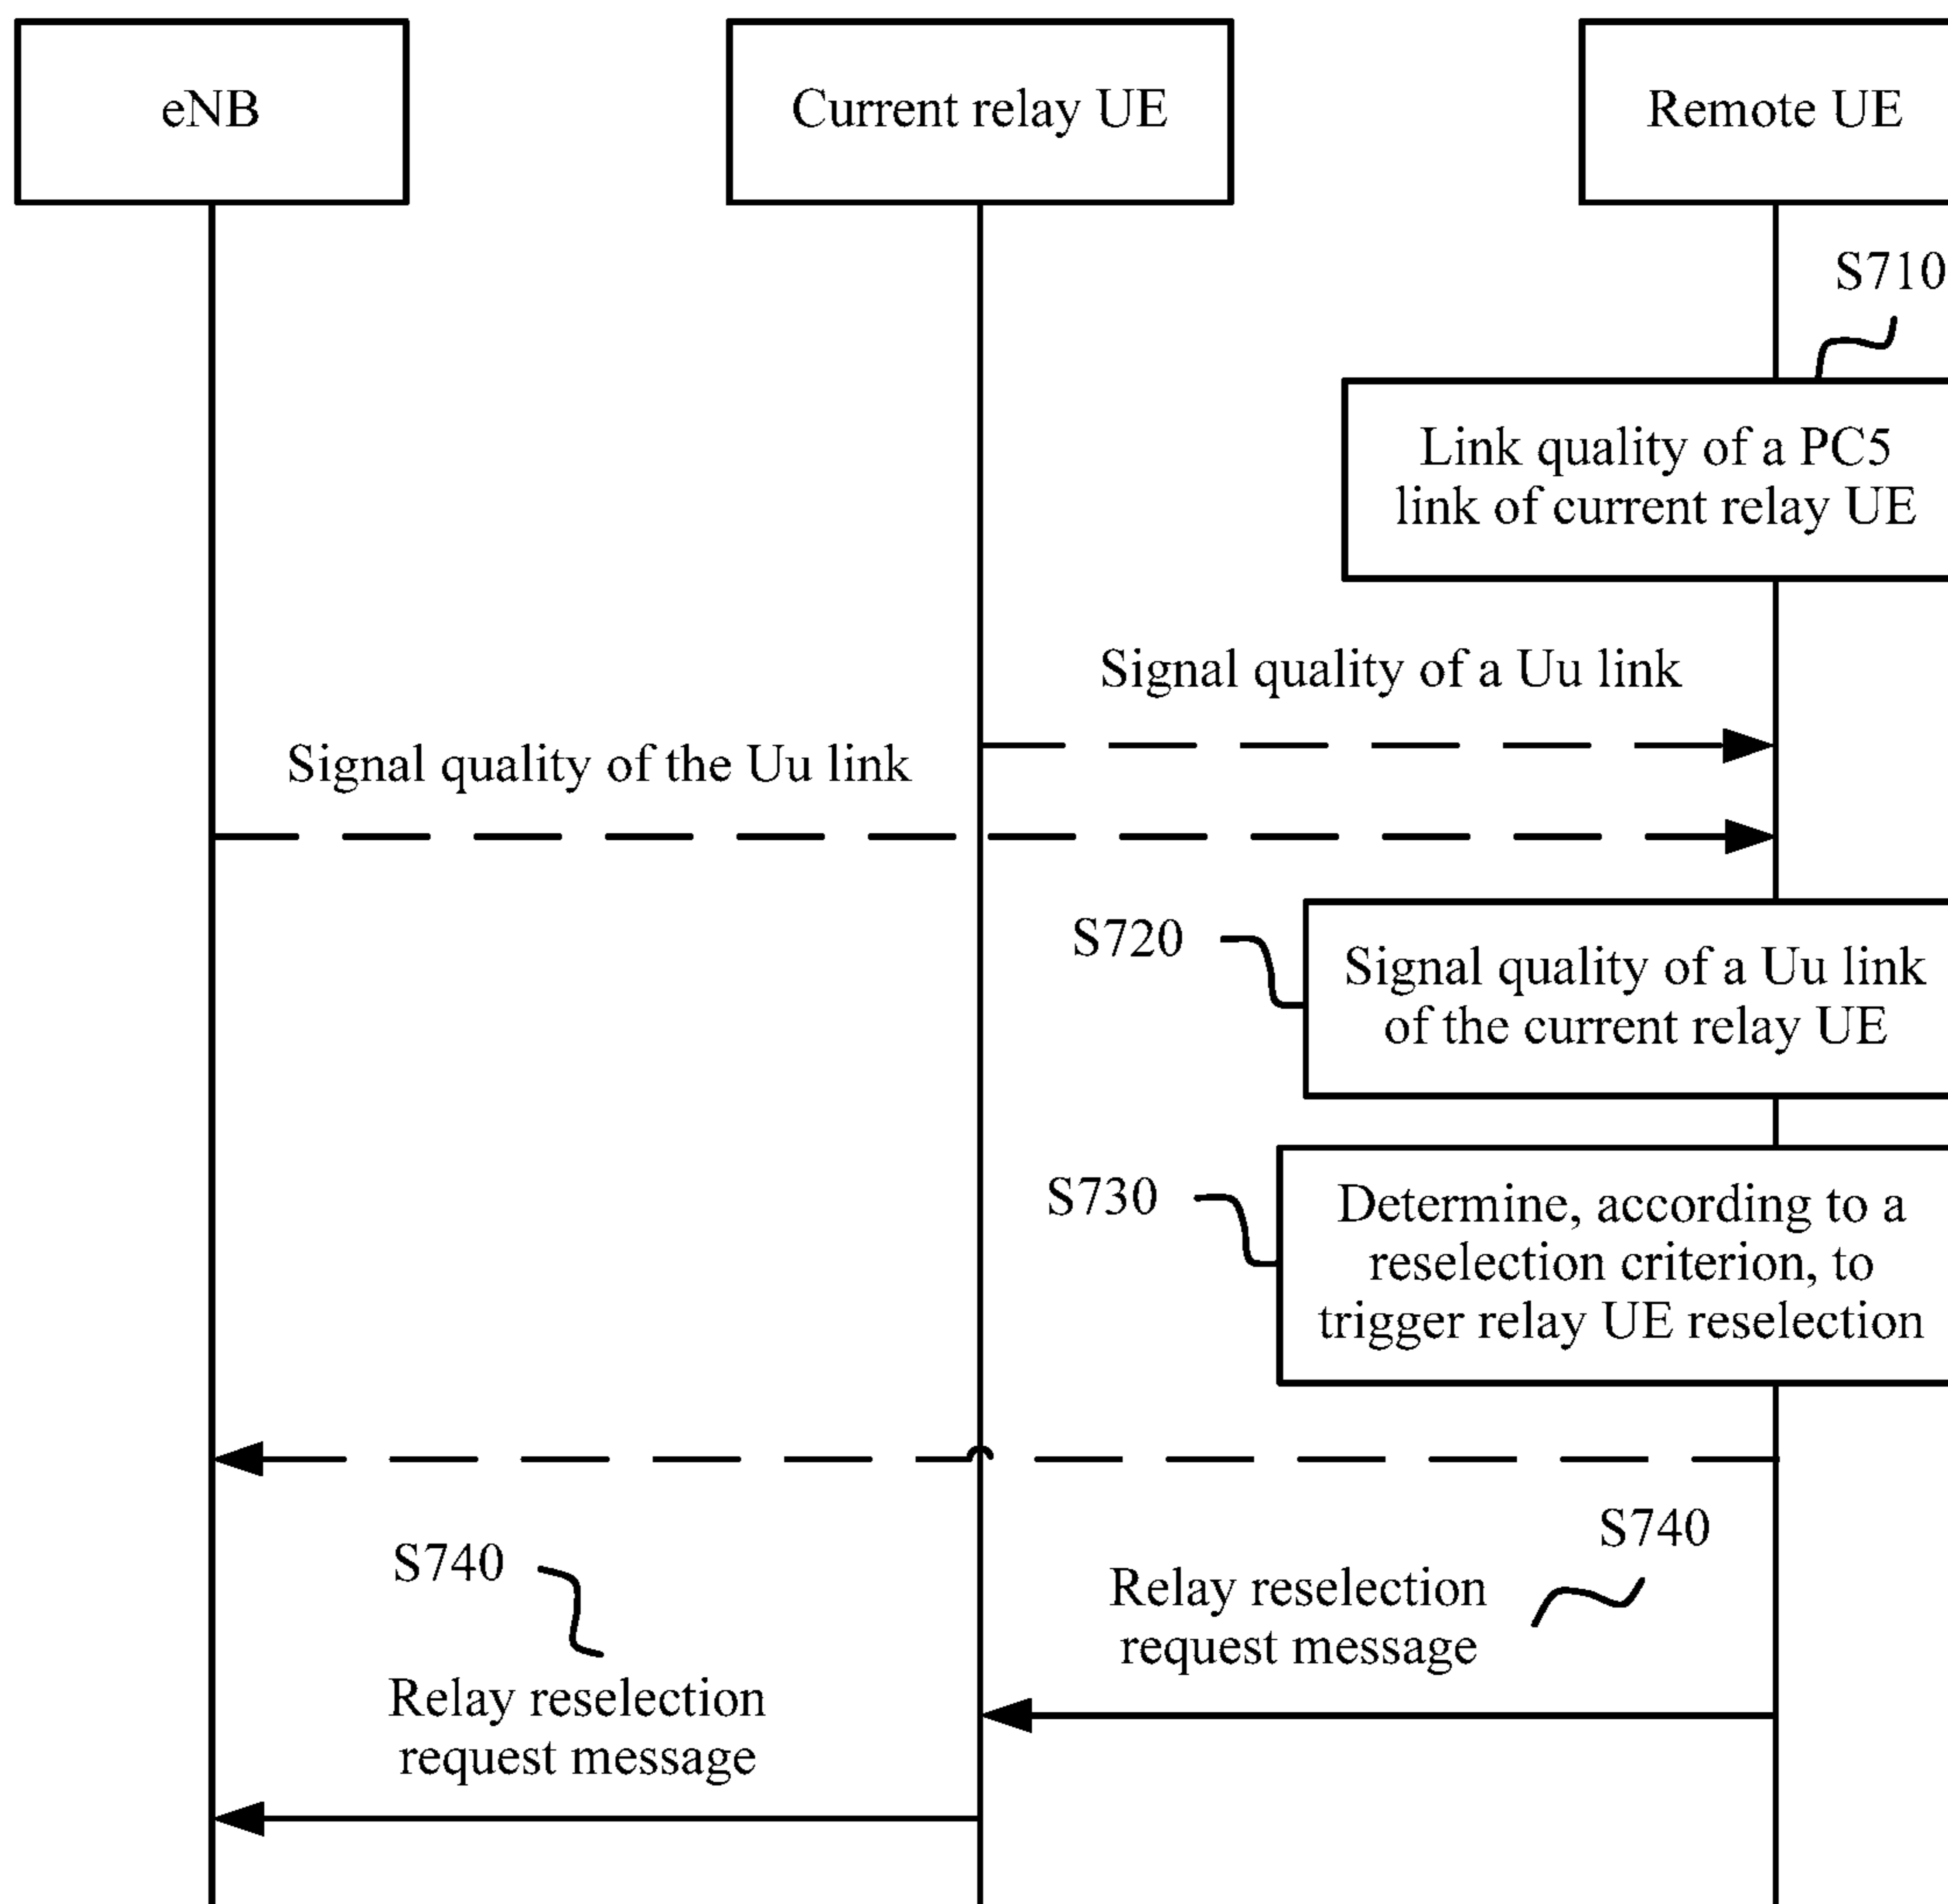 eNB
Current relay UE
Remote UE
S710
Link quality of a PC5
link of current relay UE
Signal quality of a Uu link
Signal quality of the Uu link
S720
Signal quality of a Uu link
of the current relay UE
S730
Determine, according to a
reselection criterion, to
trigger relay UE reselection
S740
Relay reselection
request message
S740
Relay reselection
request message